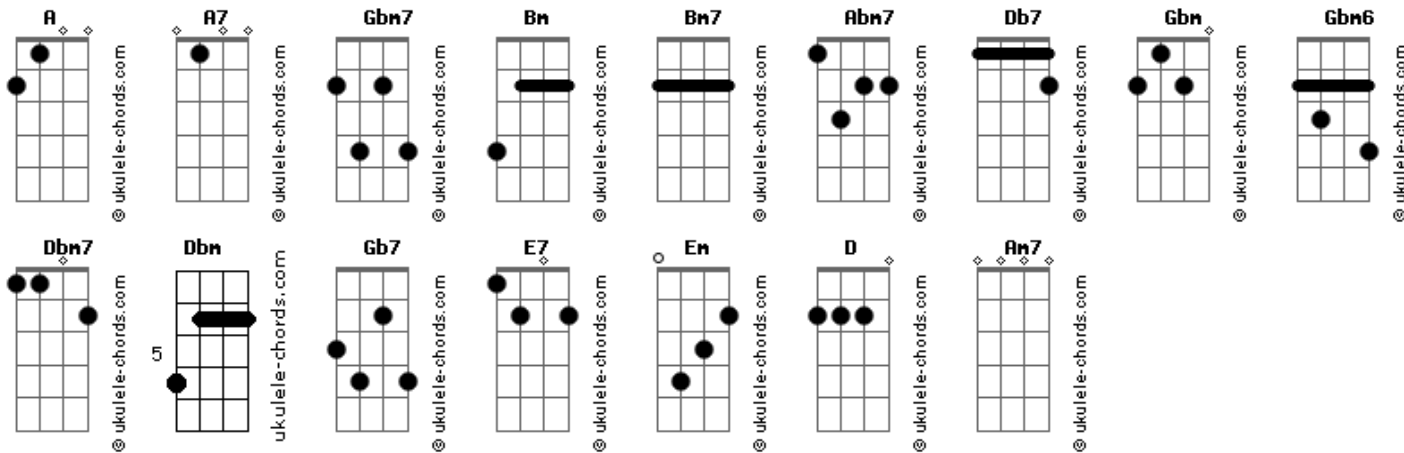 A A7 Gbm7 Bm Bm7 Abm7 Db7 Gbm Gbm6
© ukulele-chords.com © ukulele-chords.com © ukulele-chords.com © ukulele-chords.com © ukulele-chords.com © ukulele-chords.com © ukulele-chords.com © ukulele-chords.com © ukulele-chords.com
Dbm7 Dbm Gb7 E7 Em D Am7
5
© ukulele-chords.com ukulele-chords.com © ukulele-chords.com © ukulele-chords.com © ukulele-chords.com © ukulele-chords.com © ukulele-chords.com